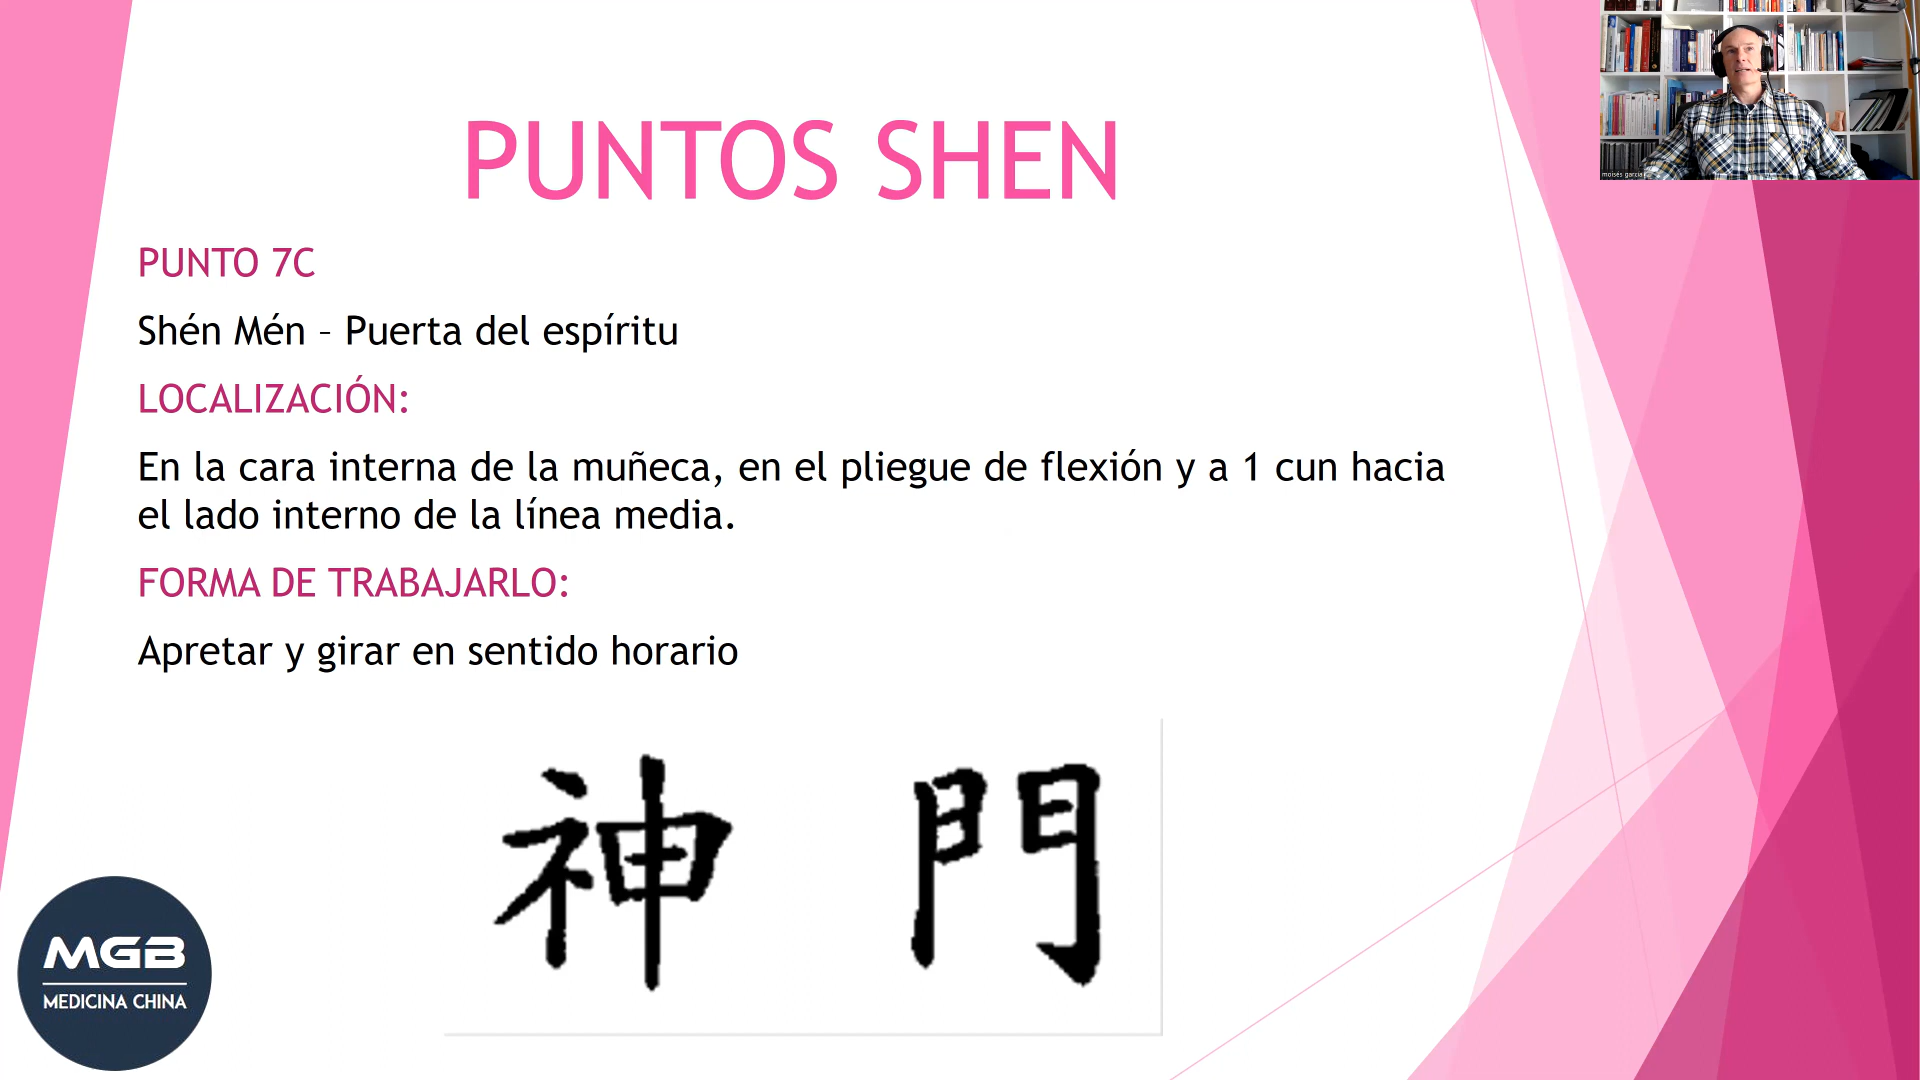 PUNTOS SHEN
PUNTO 7C
Shén Mén – Puerta del espíritu
LOCALIZACIÓN:
En la cara interna de la muñeca, en el pliegue de flexión y a 1 cun hacia
el lado interno de la línea media.
FORMA DE TRABAJARLO:
Apretar y girar en sentido horario
神 門
MGB
MEDICINA CHINA
moisés garcía